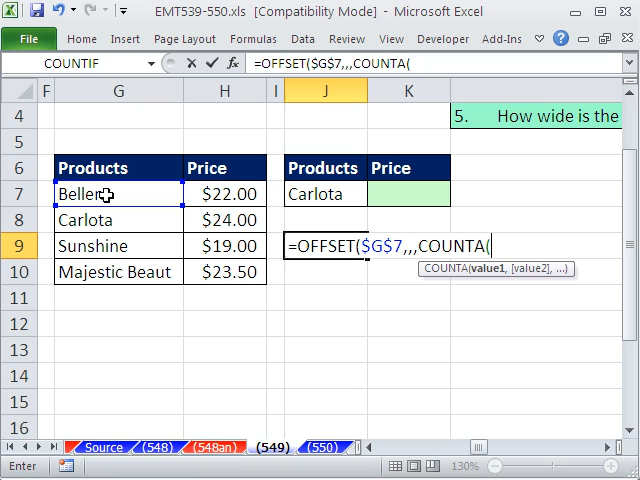 EMT539-550.xls [Compatibility Mode] - Microsoft Excel
File Home Insert Page Layout Formulas Data Review View Developer Add-Ins
COUNTIF fx =OFFSET($G$7,,,COUNTA(
F G H I J K
4 5. How wide is the
5
6 Products Price Products Price
7 Beller $22.00 Carlota
8 Carlota $24.00
9 Sunshine $19.00 =OFFSET($G$7,,,COUNTA(
10 Majestic Beaut $23.50 COUNTA(value1, [value2], ...)
11
12
13
14
15
16
Source (548) (548an) (549) (550)
Enter 130%